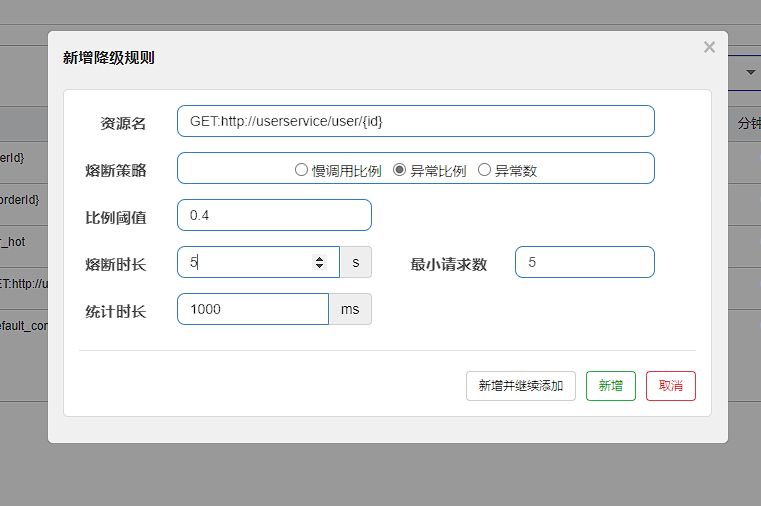 新增降级规则
×
资源名 GET:http://userservice/user/{id}
熔断策略 慢调用比例 异常比例 异常数
比例阈值 0.4
熔断时长 5 s 最小请求数 5
统计时长 1000 ms
新增并继续添加 新增 取消
分钟
erId}
orderId}
r_hot
ET:http://u
efault_con